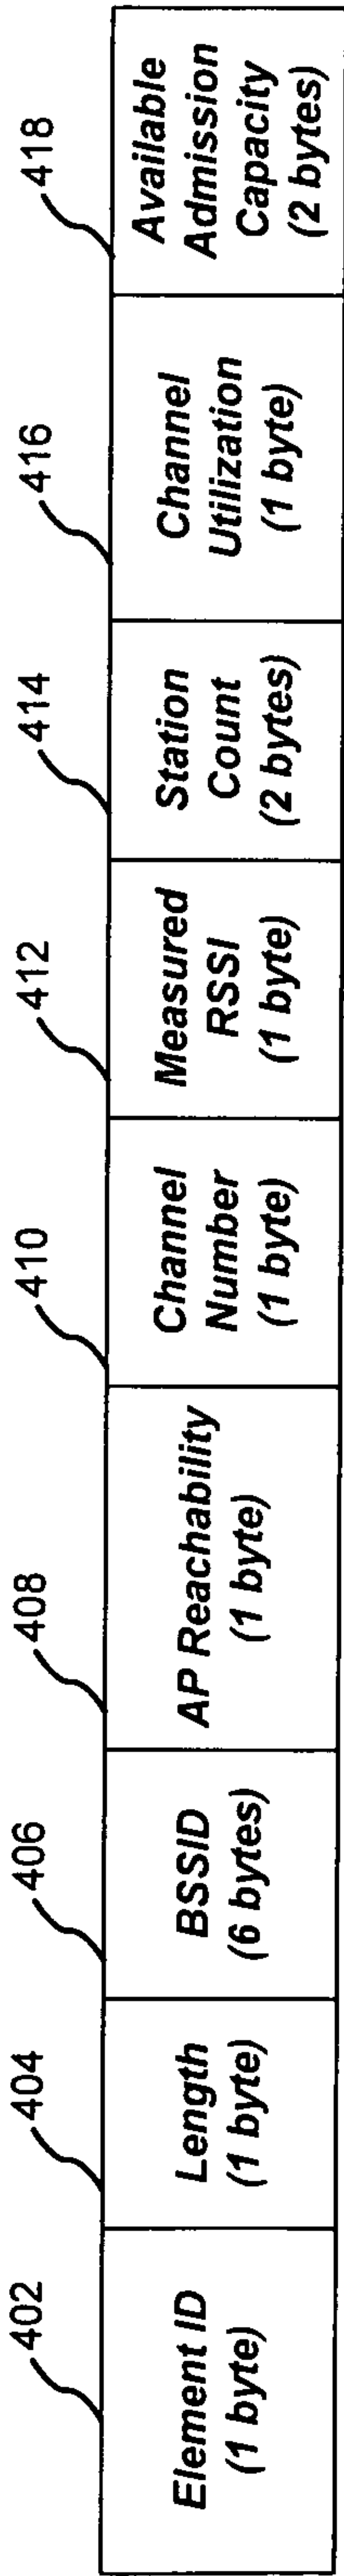 402
404
406
408
410
412
414
416
418
Element ID
(1 byte)
Length
(1 byte)
BSSID
(6 bytes)
AP Reachability
(1 byte)
Channel
Number
(1 byte)
Measured
RSSI
(1 byte)
Station
Count
(2 bytes)
Channel
Utilization
(1 byte)
Available
Admission
Capacity
(2 bytes)